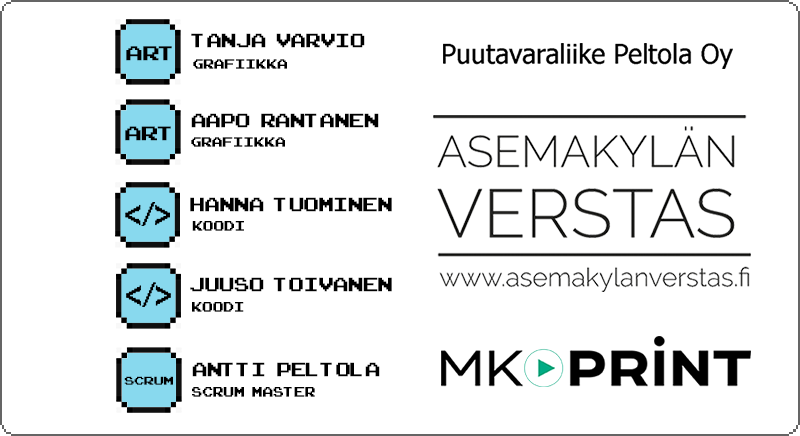 ART
TANJA VARVIO
GRAFIIKKA
ART
AAPO RANTANEN
GRAFIIKKA
</>
HANNA TUOMINEN
KOODI
</>
JUUSO TOIVANEN
KOODI
SCRUM
ANTTI PELTOLA
SCRUM MASTER
Puutavaraliike Peltola Oy
ASEMAKYLÄN
VERSTAS
www.asemakylanverstas.fi
MK PRINT